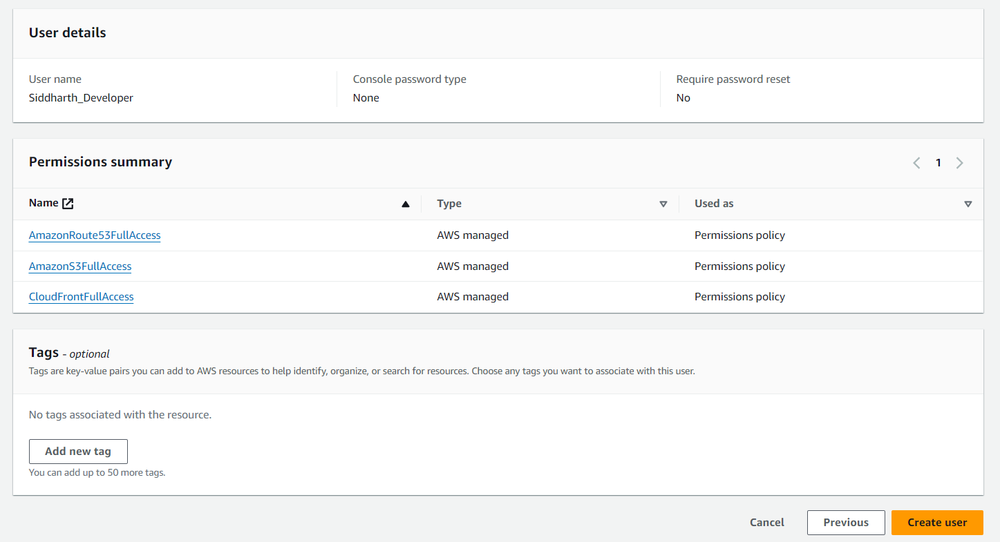 User details
User name
Siddharth_Developer
Console password type
None
Require password reset
No
Permissions summary
1
Name Type Used as
AmazonRoute53FullAccess AWS managed Permissions policy
AmazonS3FullAccess AWS managed Permissions policy
CloudFrontFullAccess AWS managed Permissions policy
Tags - optional
Tags are key-value pairs you can add to AWS resources to help identify, organize, or search for resources. Choose any tags you want to associate with this user.
No tags associated with the resource.
Add new tag
You can add up to 50 more tags.
Cancel Previous Create user